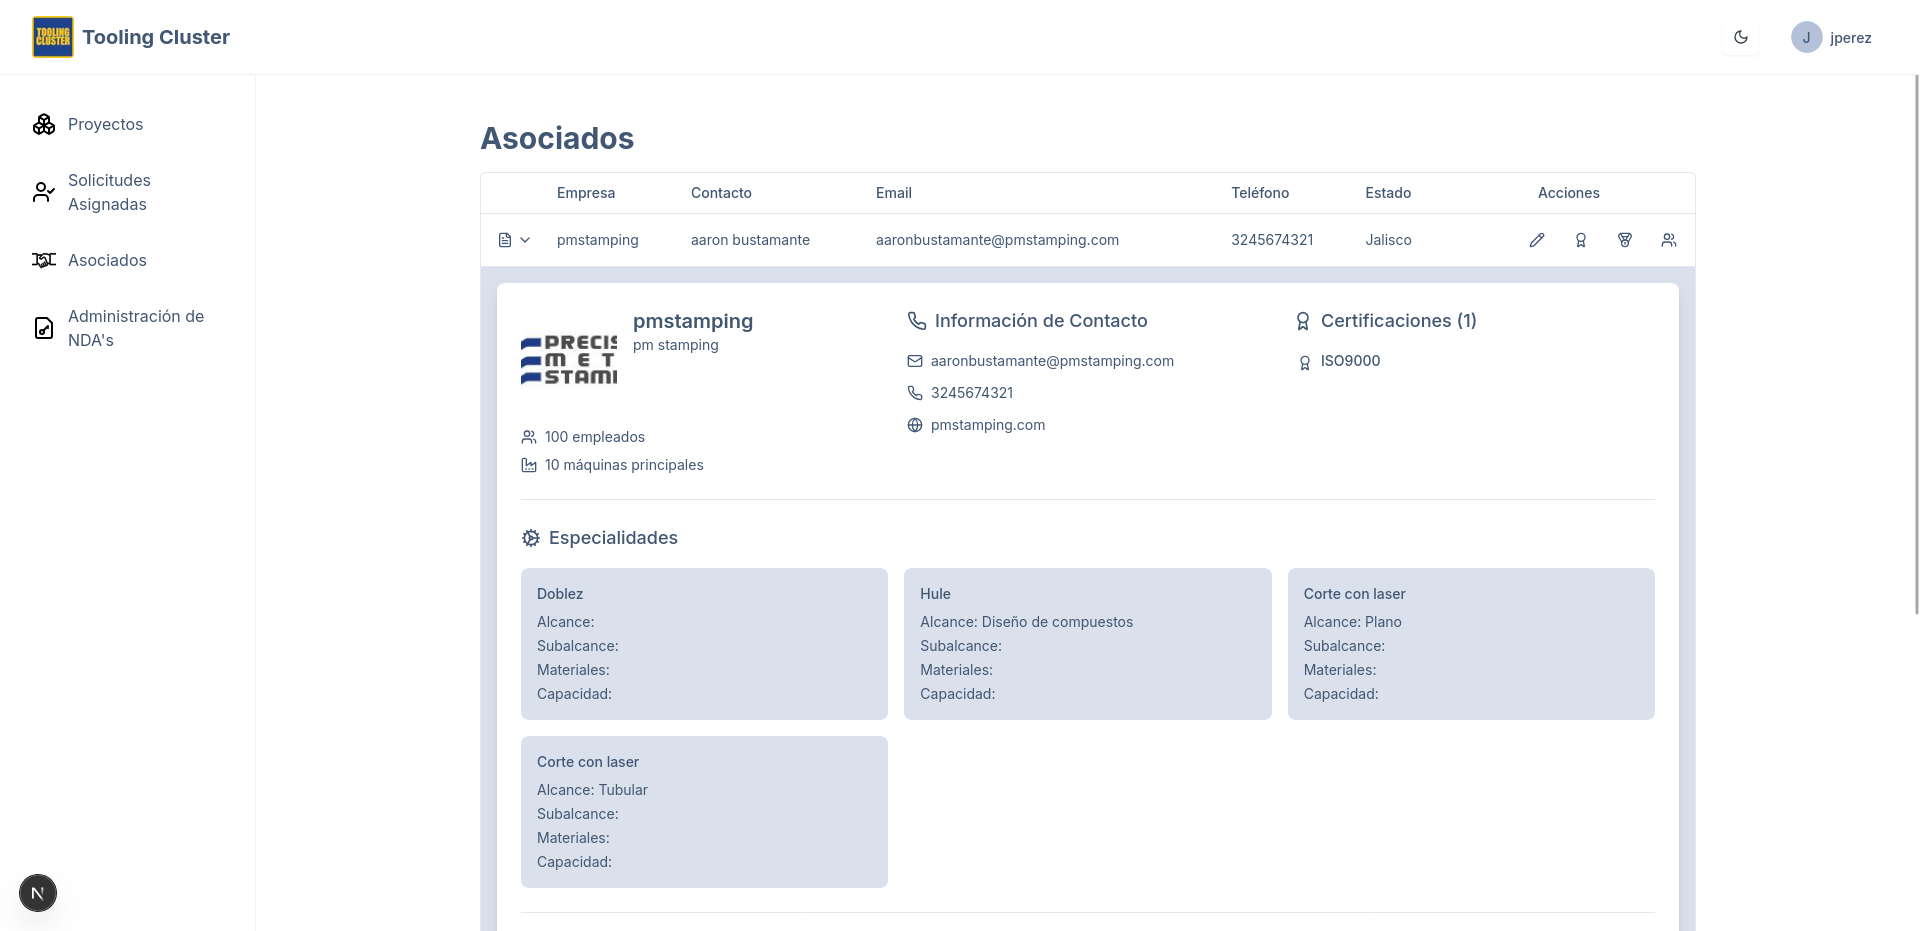 TOOLING
CLUSTER
Tooling Cluster
J
jperez
Proyectos
Solicitudes
Asignadas
Asociados
Administración de
NDA's
Asociados
Empresa Contacto Email Teléfono Estado Acciones
pmstamping aaron bustamante aaronbustamante@pmstamping.com 3245674321 Jalisco
PRECIS
MET
STAMI
pmstamping
pm stamping
100 empleados
10 máquinas principales
Información de Contacto
aaronbustamante@pmstamping.com
3245674321
pmstamping.com
Certificaciones (1)
ISO9000
Especialidades
Doblez
Alcance:
Subalcance:
Materiales:
Capacidad:
Hule
Alcance: Diseño de compuestos
Subalcance:
Materiales:
Capacidad:
Corte con laser
Alcance: Plano
Subalcance:
Materiales:
Capacidad:
Corte con laser
Alcance: Tubular
Subalcance:
Materiales:
Capacidad:
N